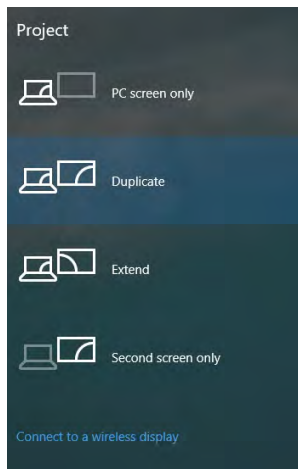 Project
PC screen only
Duplicate
Extend
Second screen only
Connect to a wireless display